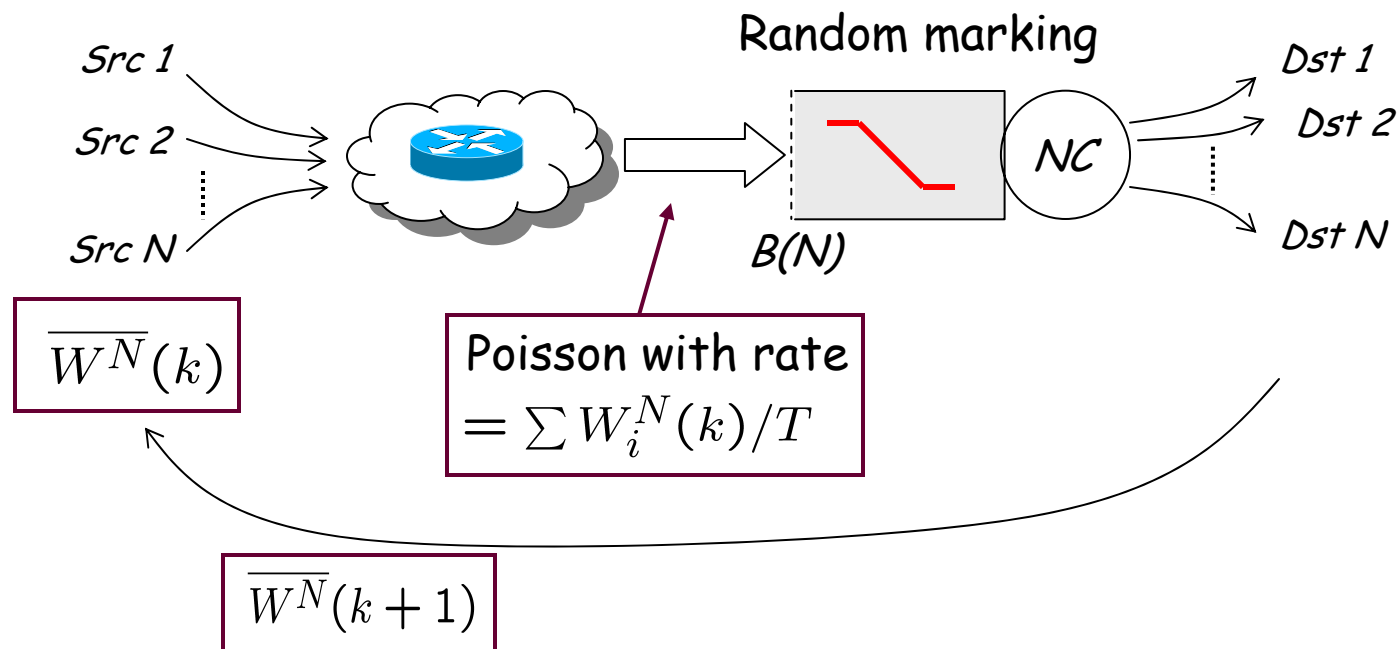 Random marking
Src 1
Src 2
Src N
B(N)
NC
Dst 1
Dst 2
Dst N
$\overline{W^N}(k)$
Poisson with rate
$= \sum W_i^N(k)/T$
$\overline{W^N}(k+1)$